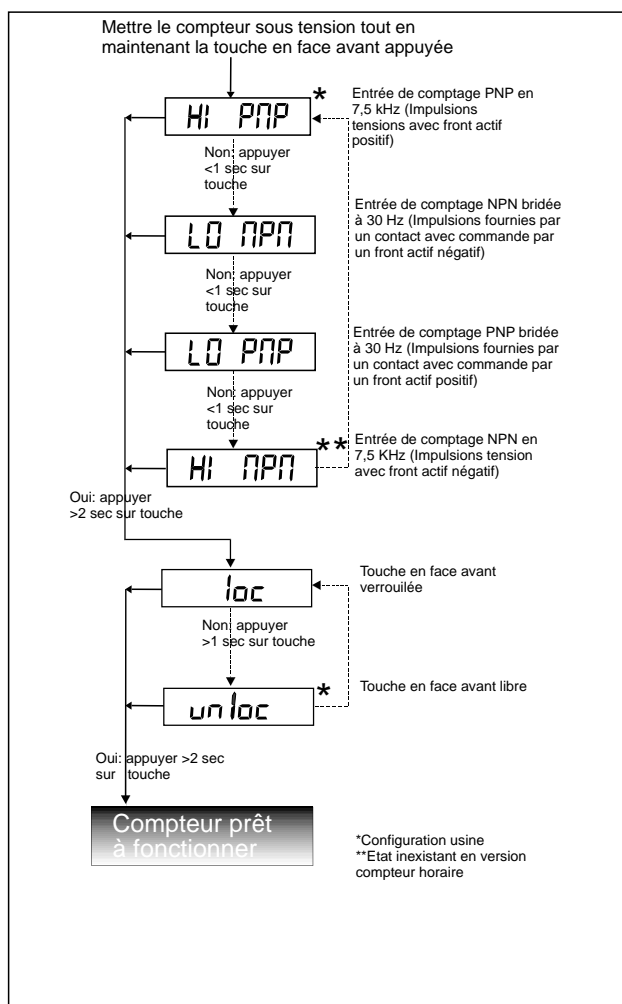 Mettre le compteur sous tension tout en
maintenant la touche en face avant appuyée
HI PNP *
Entrée de comptage PNP en
7,5 kHz (Impulsions
tensions avec front actif
positif)
Non: appuyer
<1 sec sur
touche
LO NPN
Entrée de comptage NPN bridée
à 30 Hz (Impulsions fournies par
un contact avec commande par
un front actif négatif)
Non: appuyer
<1 sec sur
touche
LO PNP
Entrée de comptage PNP bridée
à 30 Hz (Impulsions fournies par
un contact avec commande par
un front actif positif)
Non: appuyer
<1 sec sur
touche
HI NPN **
Entrée de comptage NPN en
7,5 KHz (Impulsions tension
avec front actif négatif)
Oui: appuyer
>2 sec sur touche
loc
Touche en face avant
verrouilée
Non: appuyer
>1 sec sur touche
unloc *
Touche en face avant libre
Oui: appuyer >2 sec
sur touche
Compteur prêt
à fonctionner
*Configuration usine
**Etat inexistant en version
compteur horaire